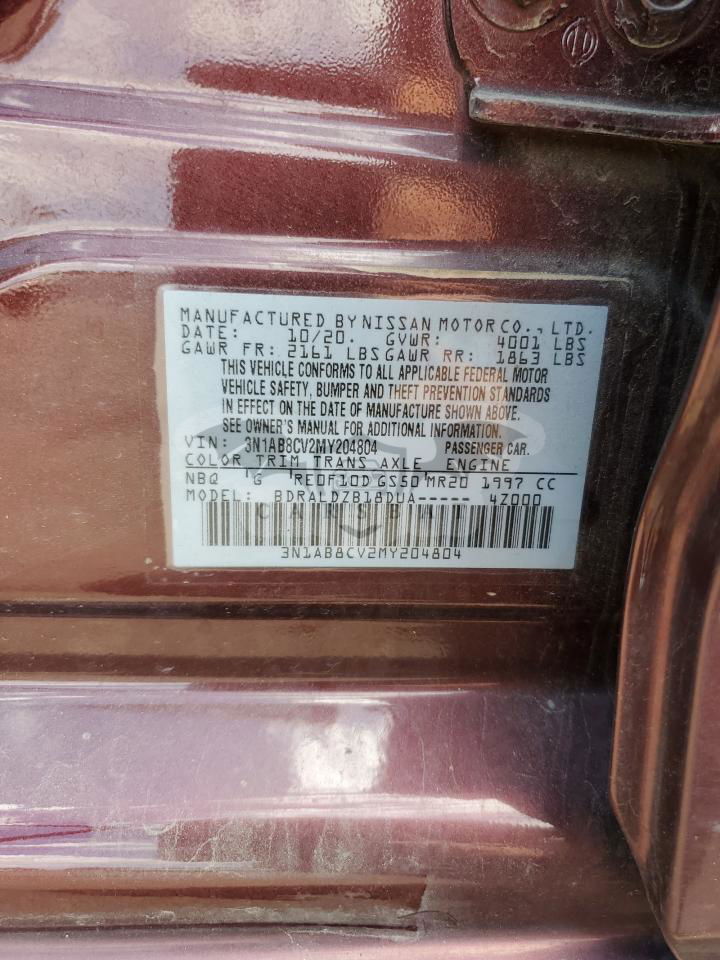 MANUFACTURED BY NISSAN MOTOR CO., LTD.
DATE: 10/20. GVWR: 4001 LBS
GAWR FR: 2161 LBS GAWR RR: 1863 LBS
THIS VEHICLE CONFORMS TO ALL APPLICABLE FEDERAL MOTOR
VEHICLE SAFETY, BUMPER AND THEFT PREVENTION STANDARDS
IN EFFECT ON THE DATE OF MANUFACTURE SHOWN ABOVE.
SEE OWNER'S MANUAL FOR ADDITIONAL INFORMATION.
VIN: 3N1AB8CV2MY204804 PASSENGER CAR.
COLOR TRIM TRANS AXLE ENGINE
NBQ G RE0F10D GS50 MR20 1997 CC
MODEL: BDRALDZB18DUA----- 4Z000
3N1AB8CV2MY204804